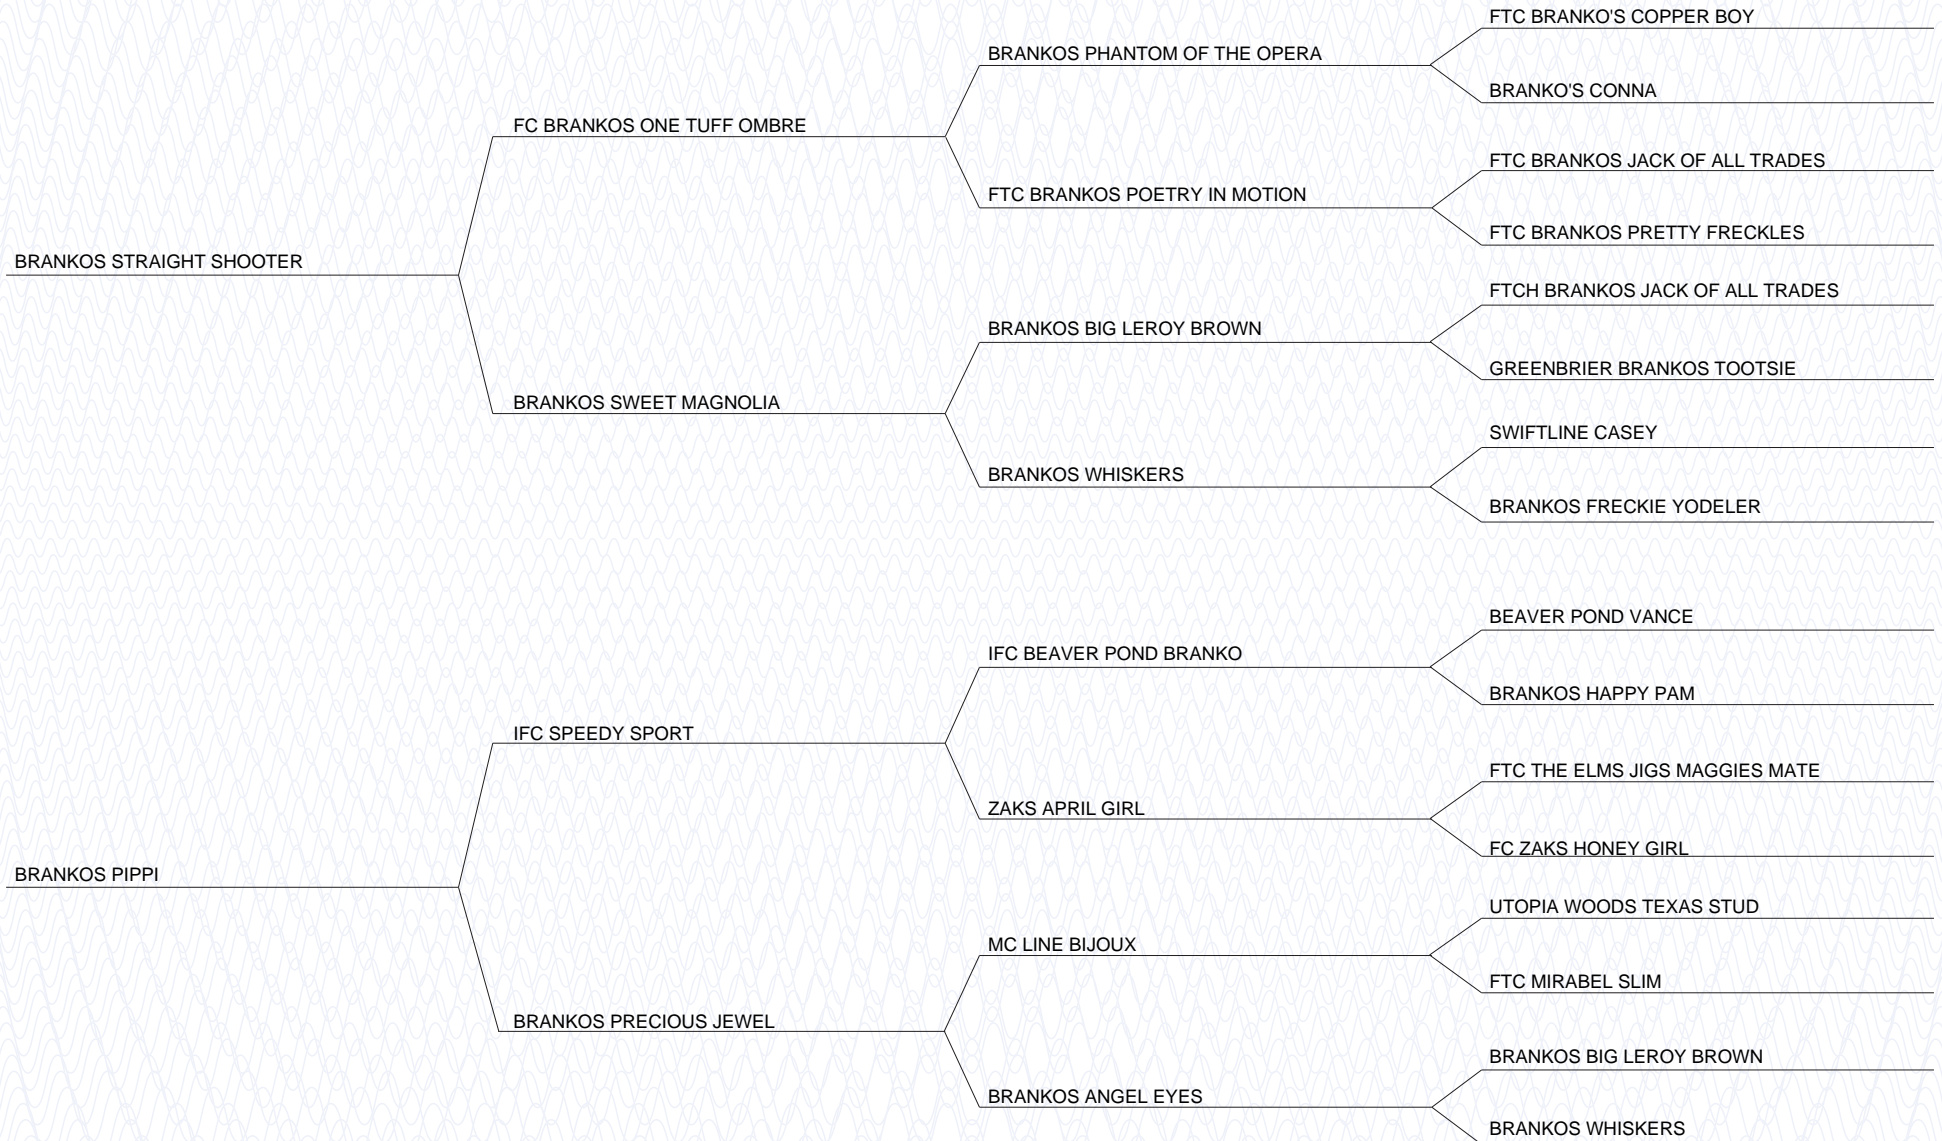 FTC BRANKO'S COPPER BOY
BRANKOS PHANTOM OF THE OPERA
BRANKO'S CONNA
FC BRANKOS ONE TUFF OMBRE
FTC BRANKOS JACK OF ALL TRADES
FTC BRANKOS POETRY IN MOTION
FTC BRANKOS PRETTY FRECKLES
BRANKOS STRAIGHT SHOOTER
FTCH BRANKOS JACK OF ALL TRADES
BRANKOS BIG LEROY BROWN
GREENBRIER BRANKOS TOOTSIE
BRANKOS SWEET MAGNOLIA
SWIFTLINE CASEY
BRANKOS WHISKERS
BRANKOS FRECKIE YODELER
BEAVER POND VANCE
IFC BEAVER POND BRANKO
BRANKOS HAPPY PAM
IFC SPEEDY SPORT
FTC THE ELMS JIGS MAGGIES MATE
ZAKS APRIL GIRL
FC ZAKS HONEY GIRL
BRANKOS PIPPI
UTOPIA WOODS TEXAS STUD
MC LINE BIJOUX
FTC MIRABEL SLIM
BRANKOS PRECIOUS JEWEL
BRANKOS BIG LEROY BROWN
BRANKOS ANGEL EYES
BRANKOS WHISKERS